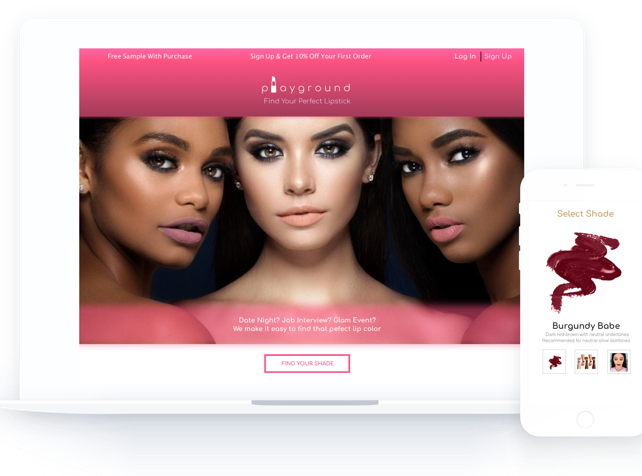 Free Sample With Purchase
Sign Up & Get 10% Off Your First Order
Log In | Sign Up
playground
Find Your Perfect Lipstick
Date Night? Job Interview? Glam Event?
We make it easy to find that pefect lip color
FIND YOUR SHADE
Select Shade
Burgundy Babe
Dark red-brown with neutral undertones
Recommended for neutral-olive skintones